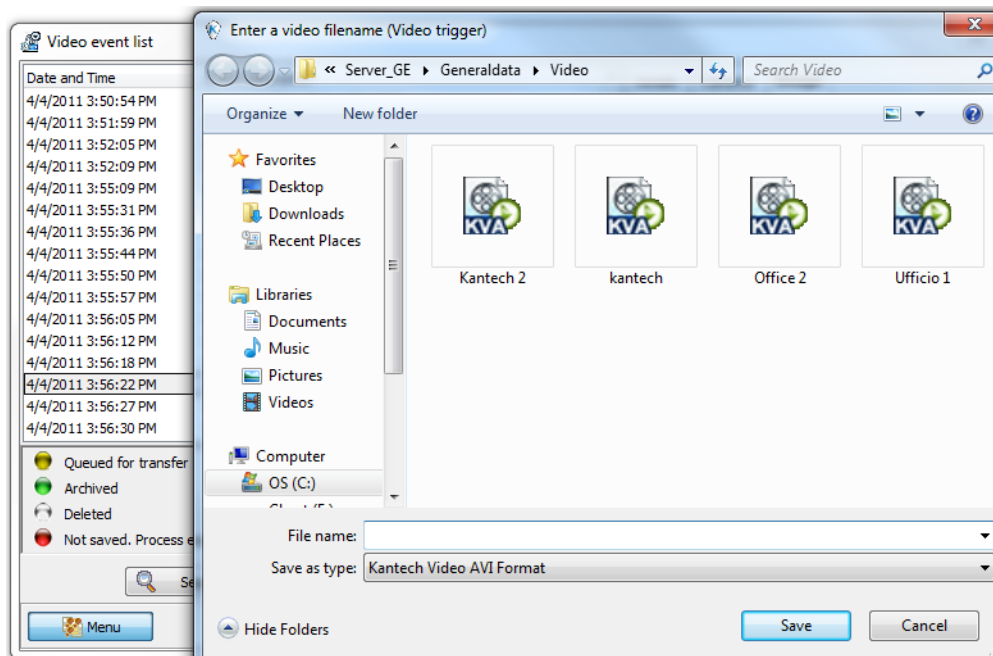 Video event list
Date and Time
4/4/2011 3:50:54 PM
4/4/2011 3:51:59 PM
4/4/2011 3:52:05 PM
4/4/2011 3:52:09 PM
4/4/2011 3:55:09 PM
4/4/2011 3:55:31 PM
4/4/2011 3:55:36 PM
4/4/2011 3:55:44 PM
4/4/2011 3:55:50 PM
4/4/2011 3:55:57 PM
4/4/2011 3:56:05 PM
4/4/2011 3:56:12 PM
4/4/2011 3:56:18 PM
4/4/2011 3:56:22 PM
4/4/2011 3:56:27 PM
4/4/2011 3:56:30 PM
Queued for transfer
Archived
Deleted
Not saved. Process e
Se
Menu
Enter a video filename (Video trigger)
« Server_GE ▸ Generaldata ▸ Video
Search Video
Organize
New folder
Favorites
Desktop
Downloads
Recent Places
Libraries
Documents
Music
Pictures
Videos
Computer
OS (C:)
KVA
KVA
KVA
KVA
Kantech 2
kantech
Office 2
Ufficio 1
File name:
Save as type: Kantech Video AVI Format
Hide Folders
Save
Cancel